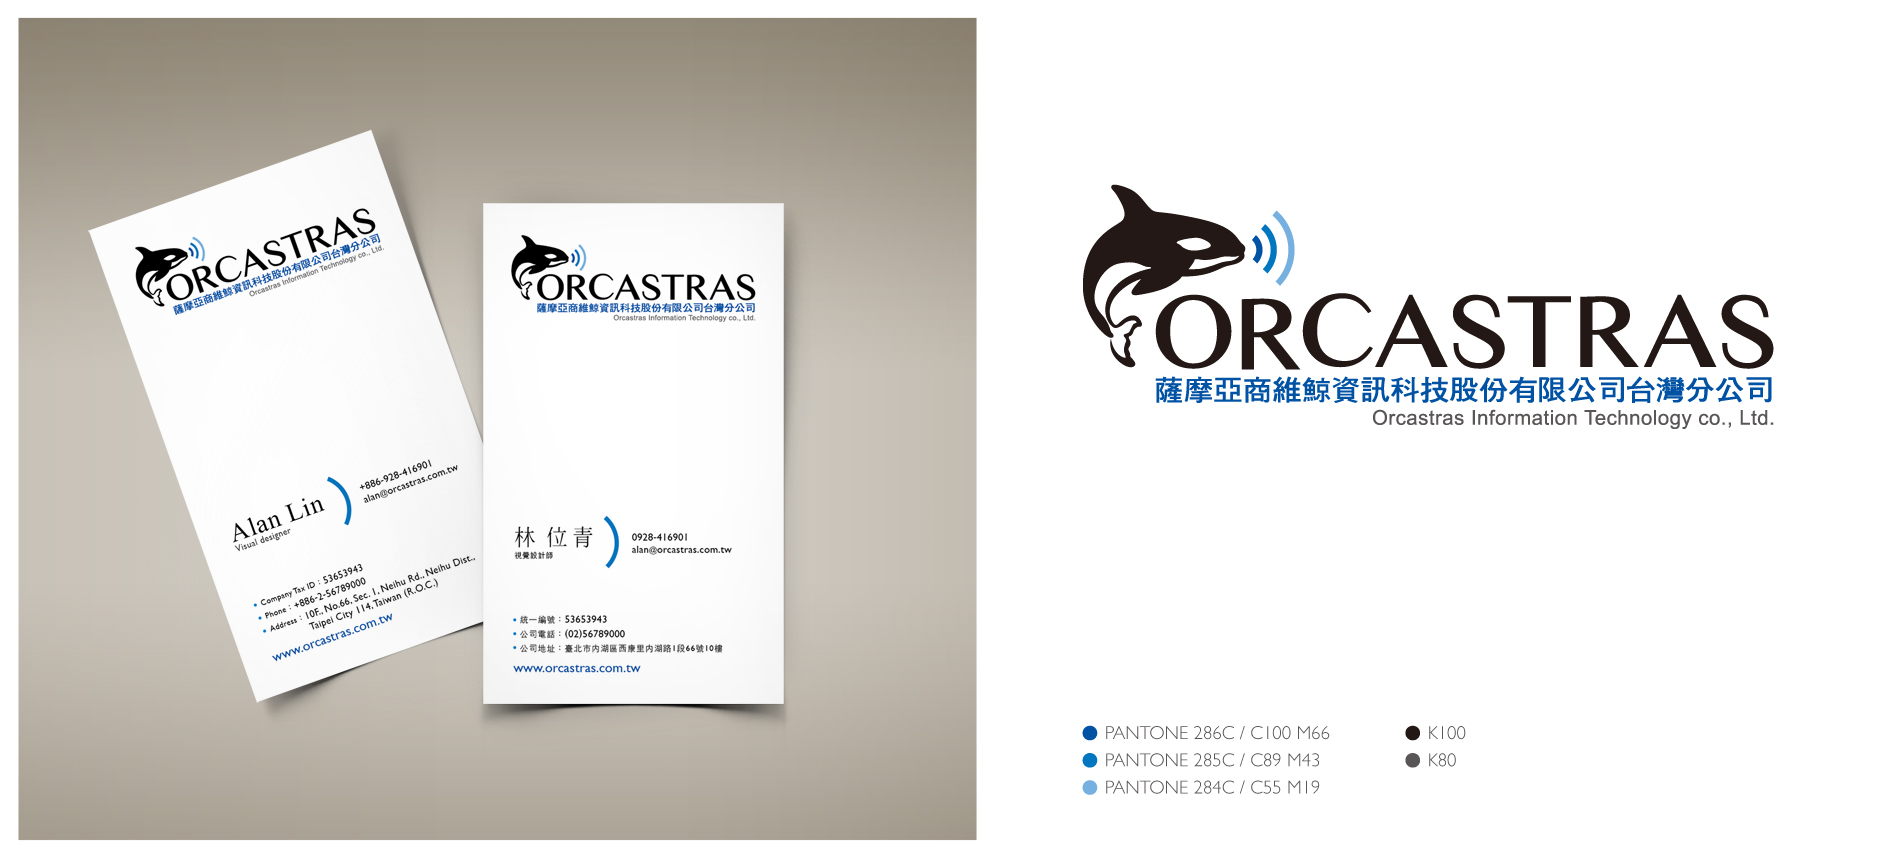 ORCASTRAS
薩摩亞商維鯨資訊科技股份有限公司台灣分公司
Orcastras Information Technology co., Ltd.
Alan Lin
Visual designer
+886-928-416901
alan@orcastras.com.tw
• Company Tax ID：53653943
• Phone：+886-2-56789000
• Address：10F., No.66, Sec. 1, Neihu Rd., Neihu Dist.,
Taipei City 114,Taiwan (R.O.C.)
www.orcastras.com.tw
ORCASTRAS
薩摩亞商維鯨資訊科技股份有限公司台灣分公司
Orcastras Information Technology co., Ltd.
林 位青
視覺設計師
0928-416901
alan@orcastras.com.tw
• 統一編號：53653943
• 公司電話：(02)56789000
• 公司地址：臺北市內湖區西康里內湖路1段66號10樓
www.orcastras.com.tw
ORCASTRAS
薩摩亞商維鯨資訊科技股份有限公司台灣分公司
Orcastras Information Technology co., Ltd.
PANTONE 286C / C100 M66
PANTONE 285C / C89 M43
PANTONE 284C / C55 M19
K100
K80